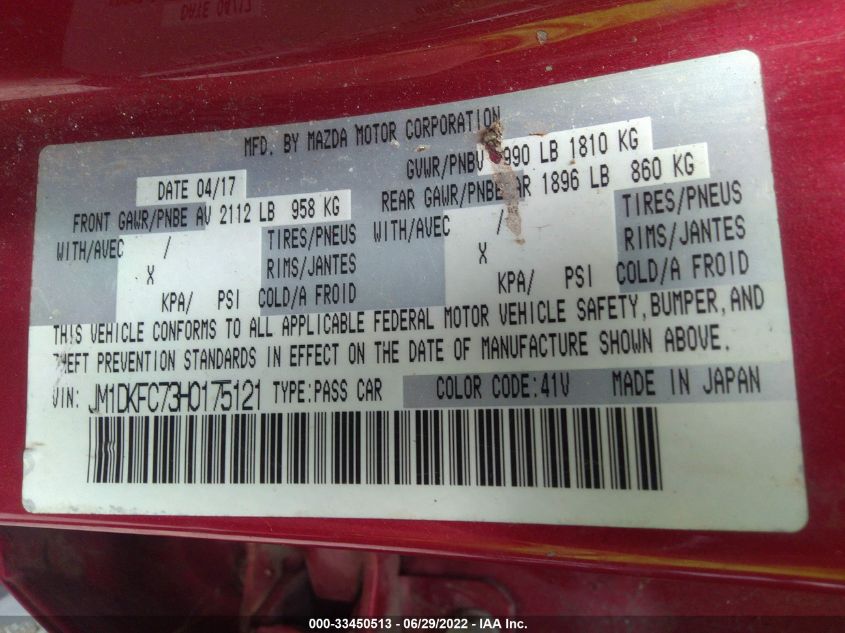 MFD. BY MAZDA MOTOR CORPORATION
DATE 04/17
GVWR/PNBV 990 LB 1810 KG
FRONT GAWR/PNBE AV 2112 LB 958 KG
REAR GAWR/PNBE AR 1896 LB 860 KG
WITH/AVEC / TIRES/PNEUS
X RIMS/JANTES
KPA/ PSI COLD/A FROID
WITH/AVEC / TIRES/PNEUS
X RIMS/JANTES
KPA/ PSI COLD/A FROID
THIS VEHICLE CONFORMS TO ALL APPLICABLE FEDERAL MOTOR VEHICLE SAFETY, BUMPER, AND
THEFT PREVENTION STANDARDS IN EFFECT ON THE DATE OF MANUFACTURE SHOWN ABOVE.
VIN: JM1DKFC73H0175121 TYPE:PASS CAR COLOR CODE:41V MADE IN JAPAN
000-33450513 - 06/29/2022 - IAA Inc.